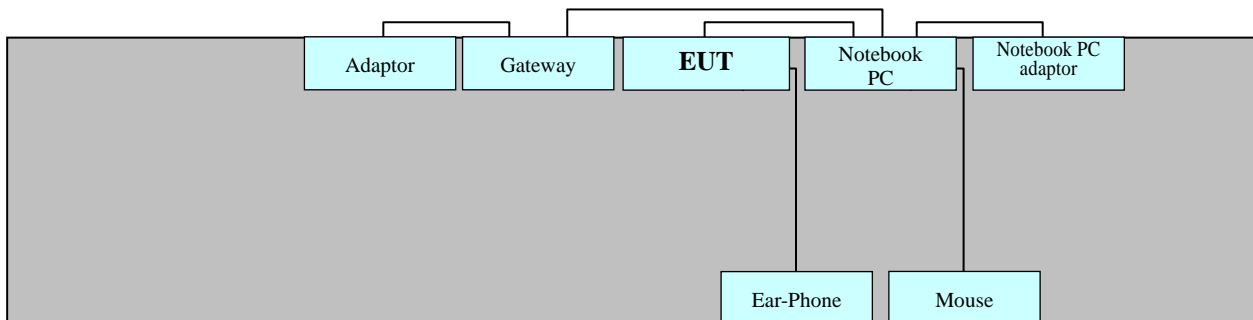 Adaptor
Gateway
EUT
Notebook
PC
Notebook PC
adaptor
Ear-Phone
Mouse